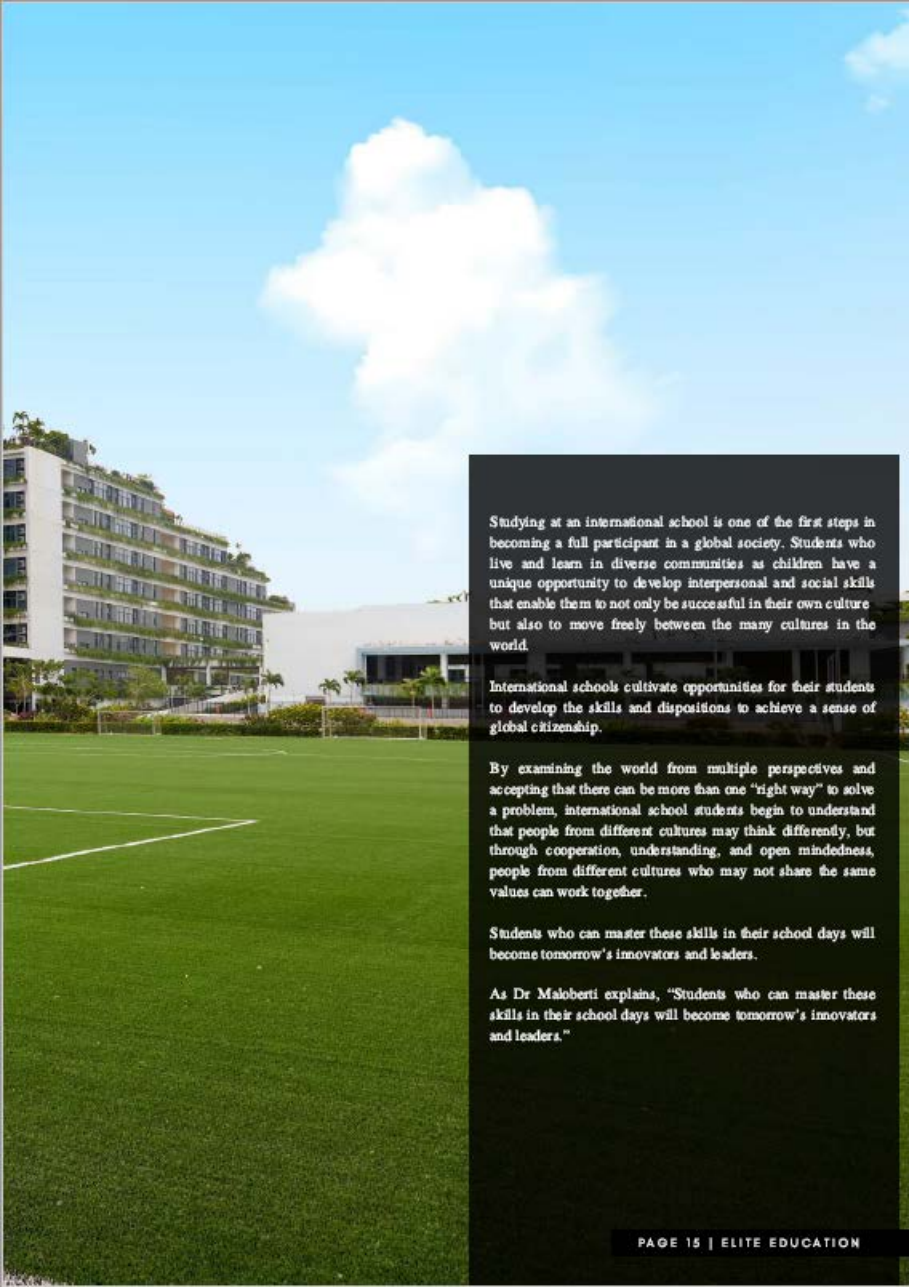 Studying at an international school is one of the first steps in
becoming a full participant in a global society. Students who
live and learn in diverse communities as children have a
unique opportunity to develop interpersonal and social skills
that enable them to not only be successful in their own culture
but also to move freely between the many cultures in the
world.
International schools cultivate opportunities for their students
to develop the skills and dispositions to achieve a sense of
global citizenship.
By examining the world from multiple perspectives and
accepting that there can be more than one “right way” to solve
a problem, international school students begin to understand
that people from different cultures may think differently, but
through cooperation, understanding, and open mindedness,
people from different cultures who may not share the same
values can work together.
Students who can master these skills in their school days will
become tomorrow’s innovators and leaders.
As Dr Maloberti explains, “Students who can master these
skills in their school days will become tomorrow’s innovators
and leaders.”
PAGE 15 | ELITE EDUCATION